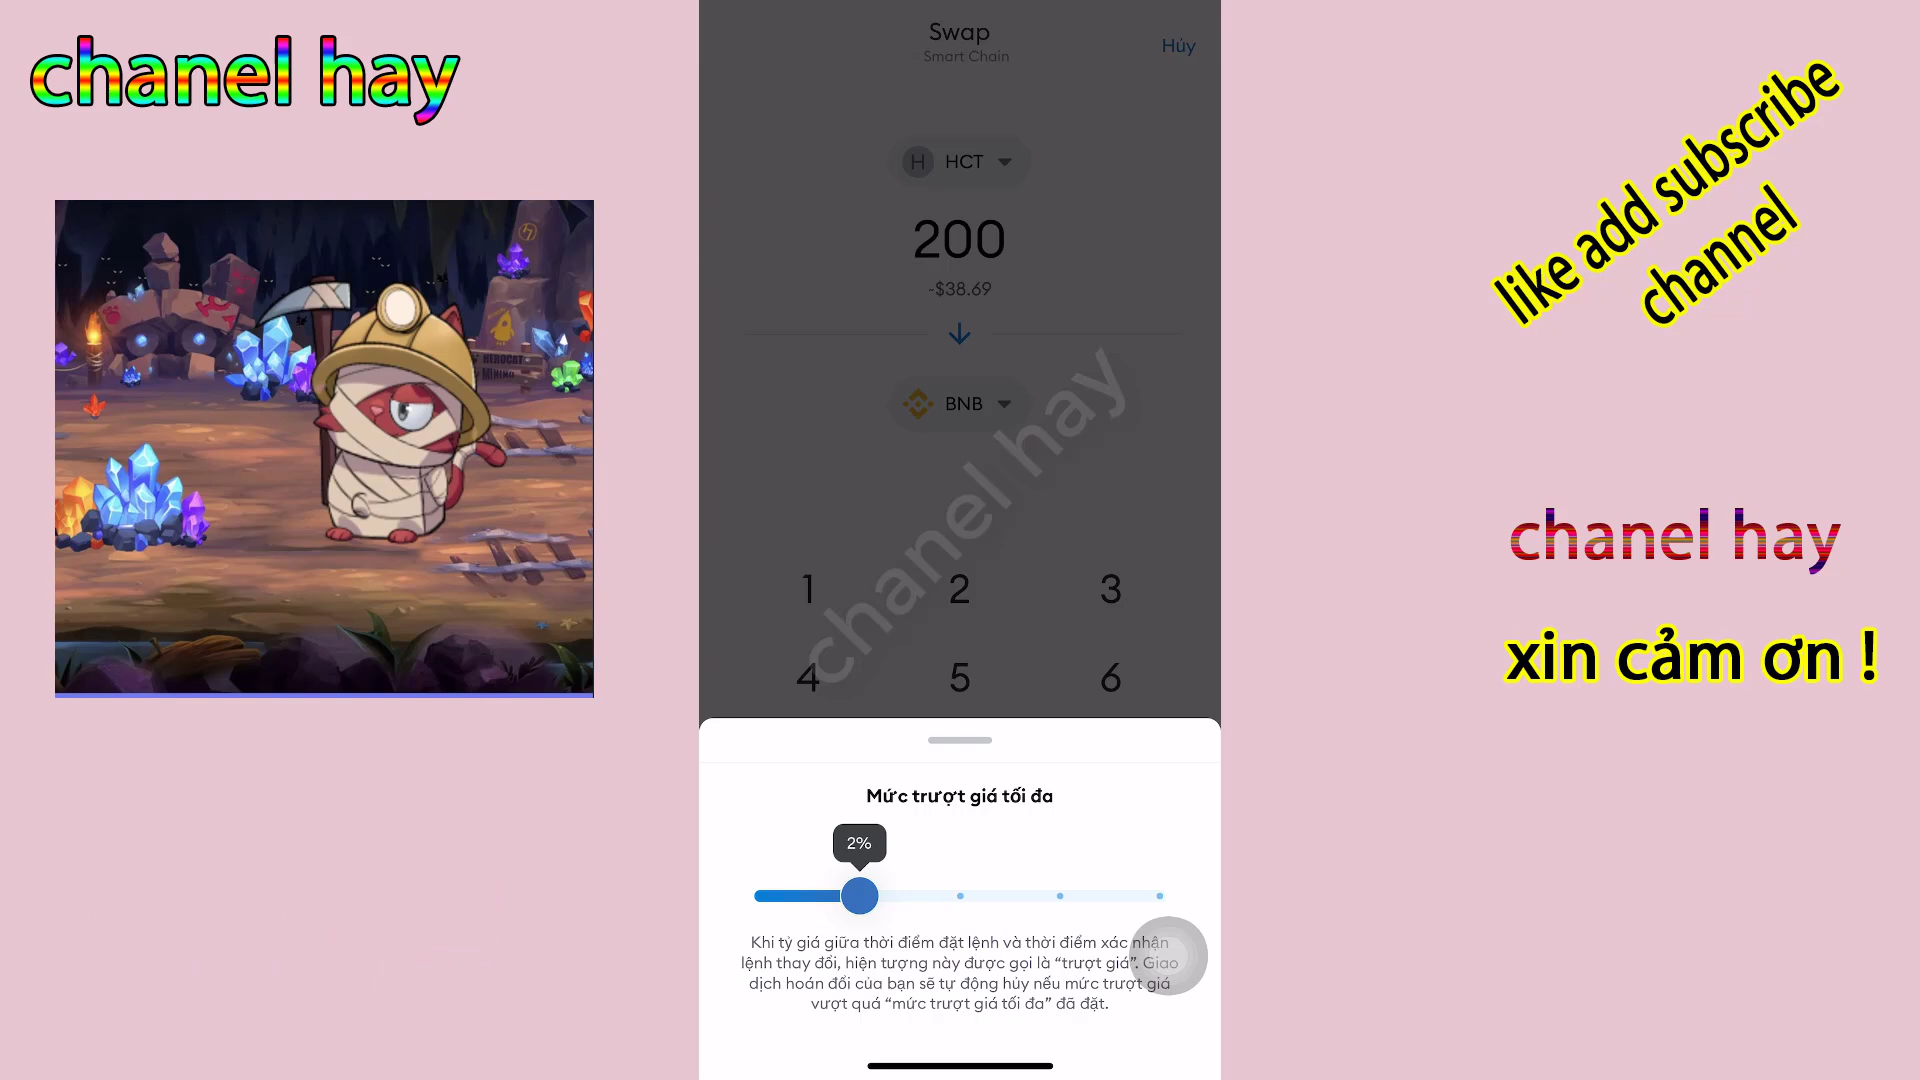 chanel hay
HEROCAT
MINING
Swap
Smart Chain
Hủy
H HCT
200
-$38.69
BNB
chanel hay
1 2 3
4 5 6
Mức trượt giá tối đa
2%
Khi tỷ giá giữa thời điểm đặt lệnh và thời điểm xác nhận
lệnh thay đổi, hiện tượng này được gọi là “trượt giá”. Giao
dịch hoán đổi của bạn sẽ tự động hủy nếu mức trượt giá
vượt quá “mức trượt giá tối đa” đã đặt.
like add subscribe
channel
chanel hay
xin cảm ơn !